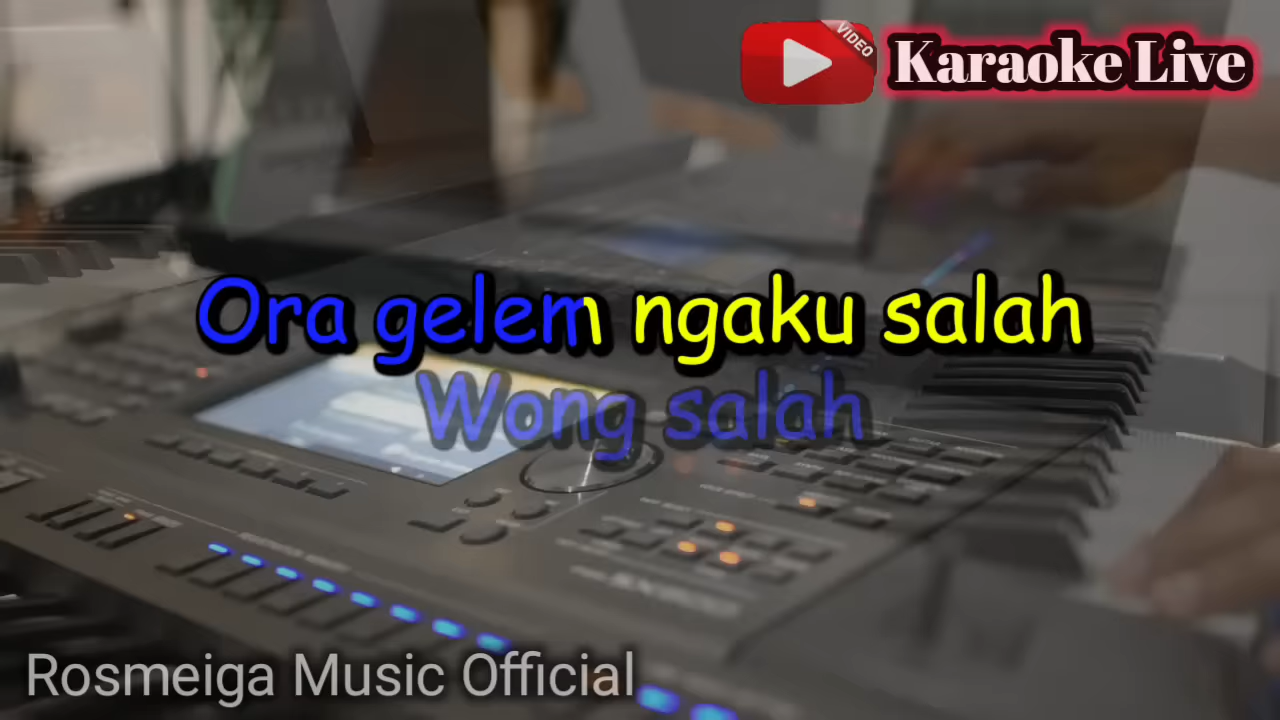 VIDEO
Karaoke Live
Ora gelem ngaku salah
Wong salah
Rosmeiga Music Official